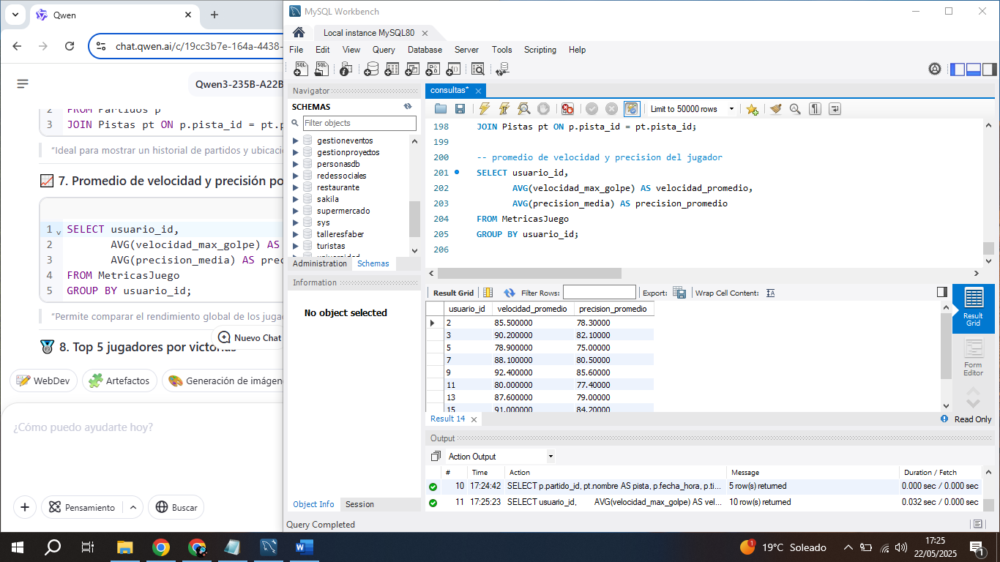 Qwen
chat.qwen.ai/c/19cc3b7e-164a-4438-
Qwen3-235B-A22B
2 FROM Partidos p
3 JOIN Pistas pt ON p.pista_id = pt.p
"Ideal para mostrar un historial de partidos y ubicaci
7. Promedio de velocidad y precisión po
1 SELECT usuario_id,
2 AVG(velocidad_max_golpe) AS
3 AVG(precision_media) AS prec
4 FROM MetricasJuego
5 GROUP BY usuario_id;
"Permite comparar el rendimiento global de los juga
Nuevo Chat
8. Top 5 jugadores por victorias
WebDev
Artefactos
Generación de imágen
¿Cómo puedo ayudarte hoy?
Pensamiento
Buscar
MySQL Workbench
Local instance MySQL80
File Edit View Query Database Server Tools Scripting Help
Navigator
SCHEMAS
Filter objects
gestioneventos
gestionproyectos
personasdb
redessociales
restaurante
sakila
supermercado
sys
talleresfaber
turistas
Administration Schemas
Information
No object selected
Object Info Session
consultas*
Limit to 50000 rows
198 JOIN Pistas pt ON p.pista_id = pt.pista_id;
199
200 -- promedio de velocidad y precision del jugador
201 SELECT usuario_id,
202 AVG(velocidad_max_golpe) AS velocidad_promedio,
203 AVG(precision_media) AS precision_promedio
204 FROM MetricasJuego
205 GROUP BY usuario_id;
206
Result Grid Filter Rows: Export: Wrap Cell Content:
usuario_id velocidad_promedio precision_promedio
2 85.500000 78.30000
3 90.200000 82.10000
5 78.900000 75.00000
7 88.100000 80.50000
9 92.400000 85.60000
11 80.000000 77.40000
13 87.600000 79.00000
15 91.000000 84.20000
Result Grid
Form Editor
Result 14
Read Only
Output
Action Output
# Time Action Message Duration / Fetch
10 17:24:42 SELECT p.partido_id, pt.nombre AS pista, p.fecha_hora, p.ti... 5 row(s) returned 0.000 sec / 0.000 sec
11 17:25:23 SELECT usuario_id, AVG(velocidad_max_golpe) AS vel... 10 row(s) returned 0.032 sec / 0.000 sec
Query Completed
1
19°C Soleado
17:25
22/05/2025
1